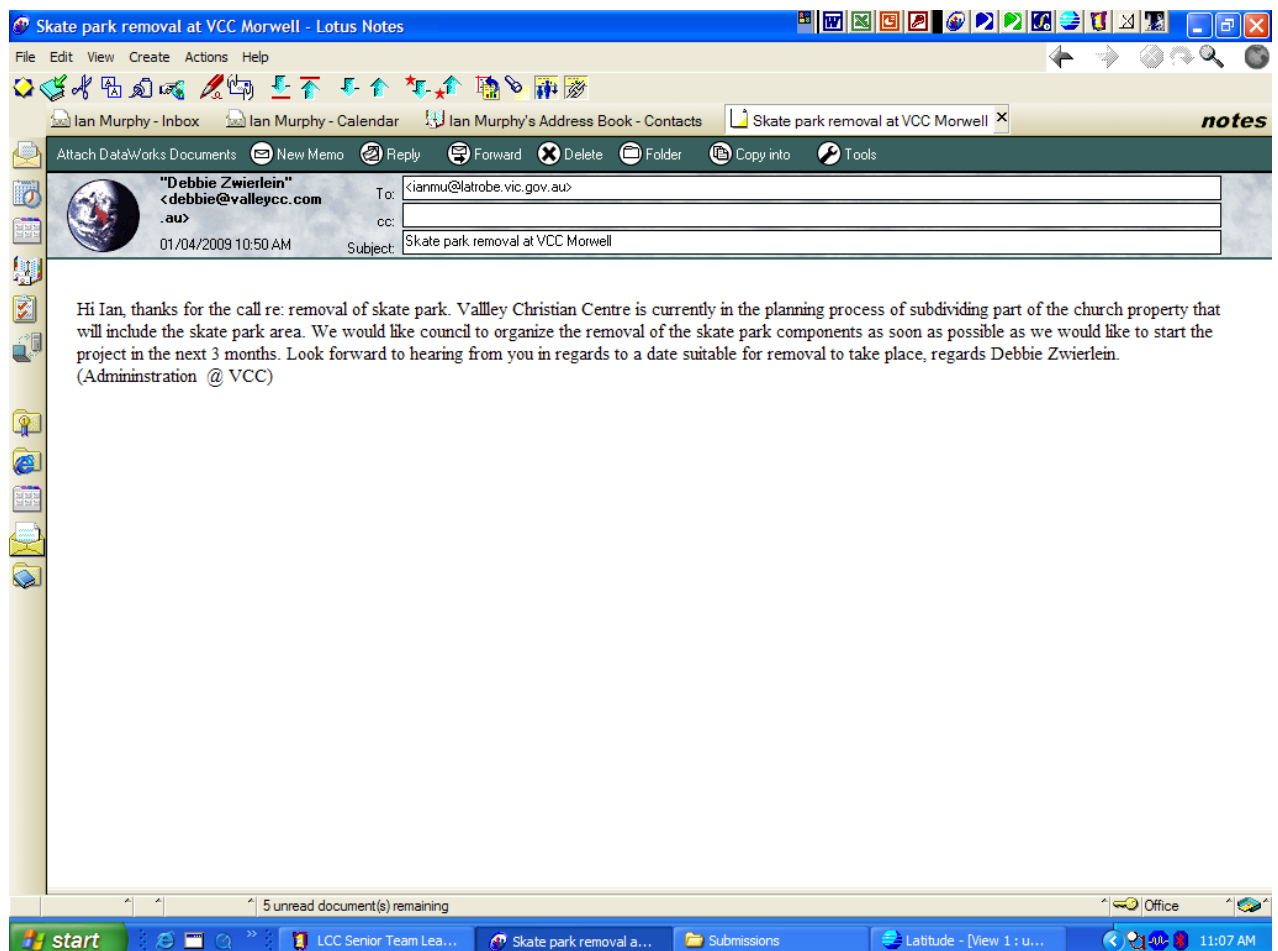 Skate park removal at VCC Morwell - Lotus Notes
File Edit View Create Actions Help
Ian Murphy - Inbox Ian Murphy - Calendar Ian Murphy's Address Book - Contacts Skate park removal at VCC Morwell notes
Attach DataWorks Documents New Memo Reply Forward Delete Folder Copy into Tools
"Debbie Zwierlein"
<debbie@valleycc.com
.au>
01/04/2009 10:50 AM
To: <ianmu@latrobe.vic.gov.au>
cc:
Subject: Skate park removal at VCC Morwell
Hi Ian, thanks for the call re: removal of skate park. Vallley Christian Centre is currently in the planning process of subdividing part of the church property that
will include the skate park area. We would like council to organize the removal of the skate park components as soon as possible as we would like to start the
project in the next 3 months. Look forward to hearing from you in regards to a date suitable for removal to take place, regards Debbie Zwierlein.
(Admininstration @ VCC)
5 unread document(s) remaining
Office
start LCC Senior Team Lea... Skate park removal a... Submissions Latitude - [View 1 : u... 11:07 AM